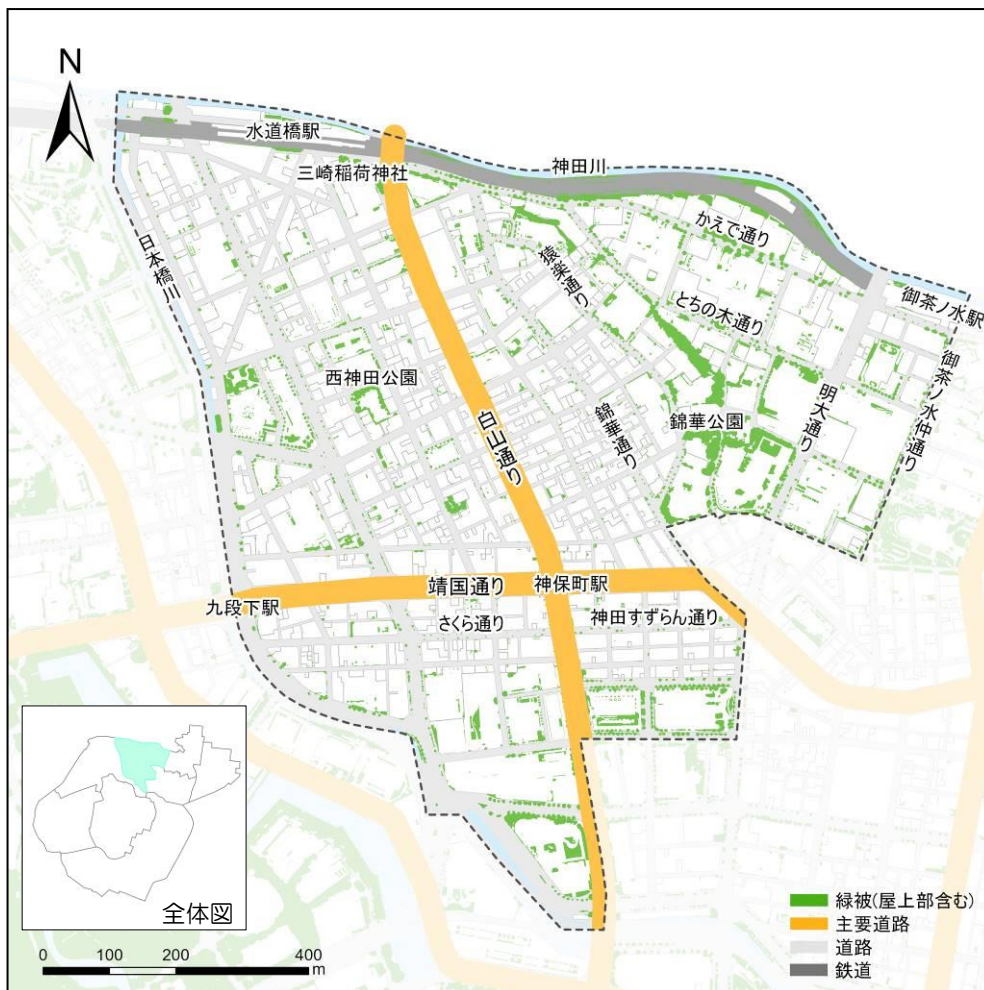 N
水道橋駅
三崎稲荷神社
神田川
かえで通り
猿楽通り
とちの木通り
御茶ノ水駅
日本橋川
御茶ノ水仲通り
西神田公園
白山通り
錦華通り
錦華公園
明大通り
靖国通り
神保町駅
九段下駅
さくら通り
神田すずらん通り
全体図
0 100 200 400
m
緑被(屋上部含む)
主要道路
道路
鉄道